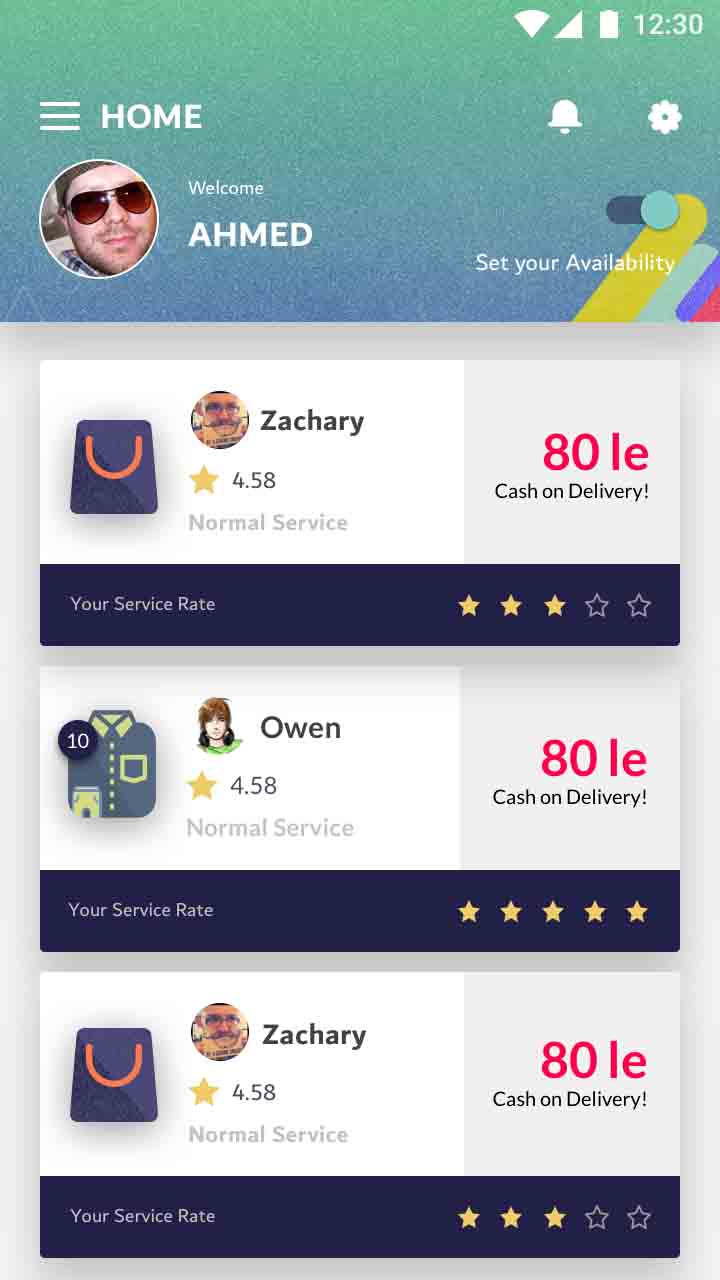 12:30
HOME
Welcome
AHMED
Set your Availability
Zachary
4.58
Normal Service
80 le
Cash on Delivery!
Your Service Rate
10
Owen
4.58
Normal Service
80 le
Cash on Delivery!
Your Service Rate
Zachary
4.58
Normal Service
80 le
Cash on Delivery!
Your Service Rate